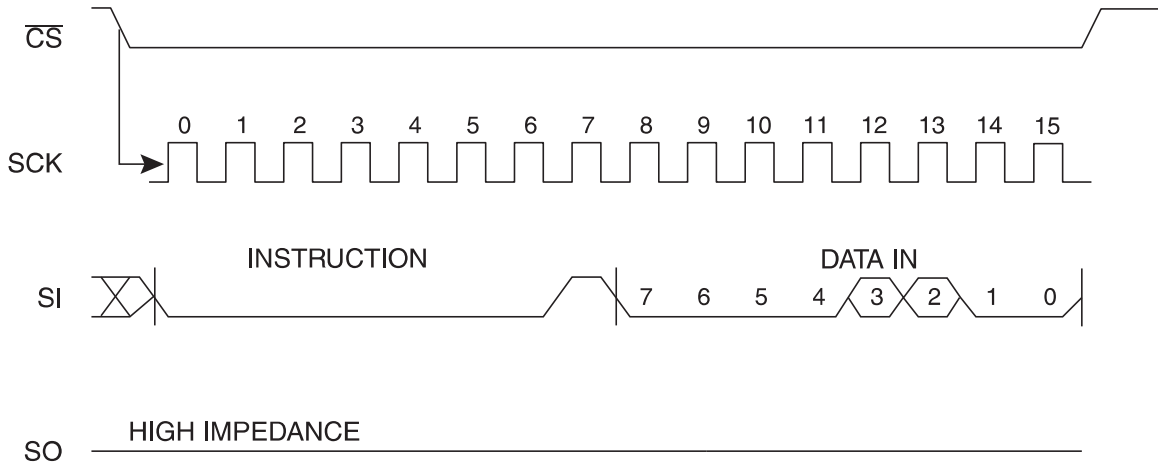 CS
0 1 2 3 4 5 6 7 8 9 10 11 12 13 14 15
SCK
INSTRUCTION DATA IN
SI 7 6 5 4 3 2 1 0
HIGH IMPEDANCE
SO